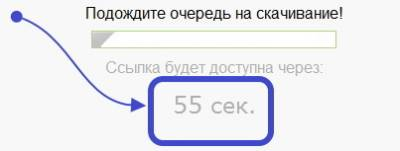 Подождите очередь на скачивание!
Ссылка будет доступна через:
55 сек.